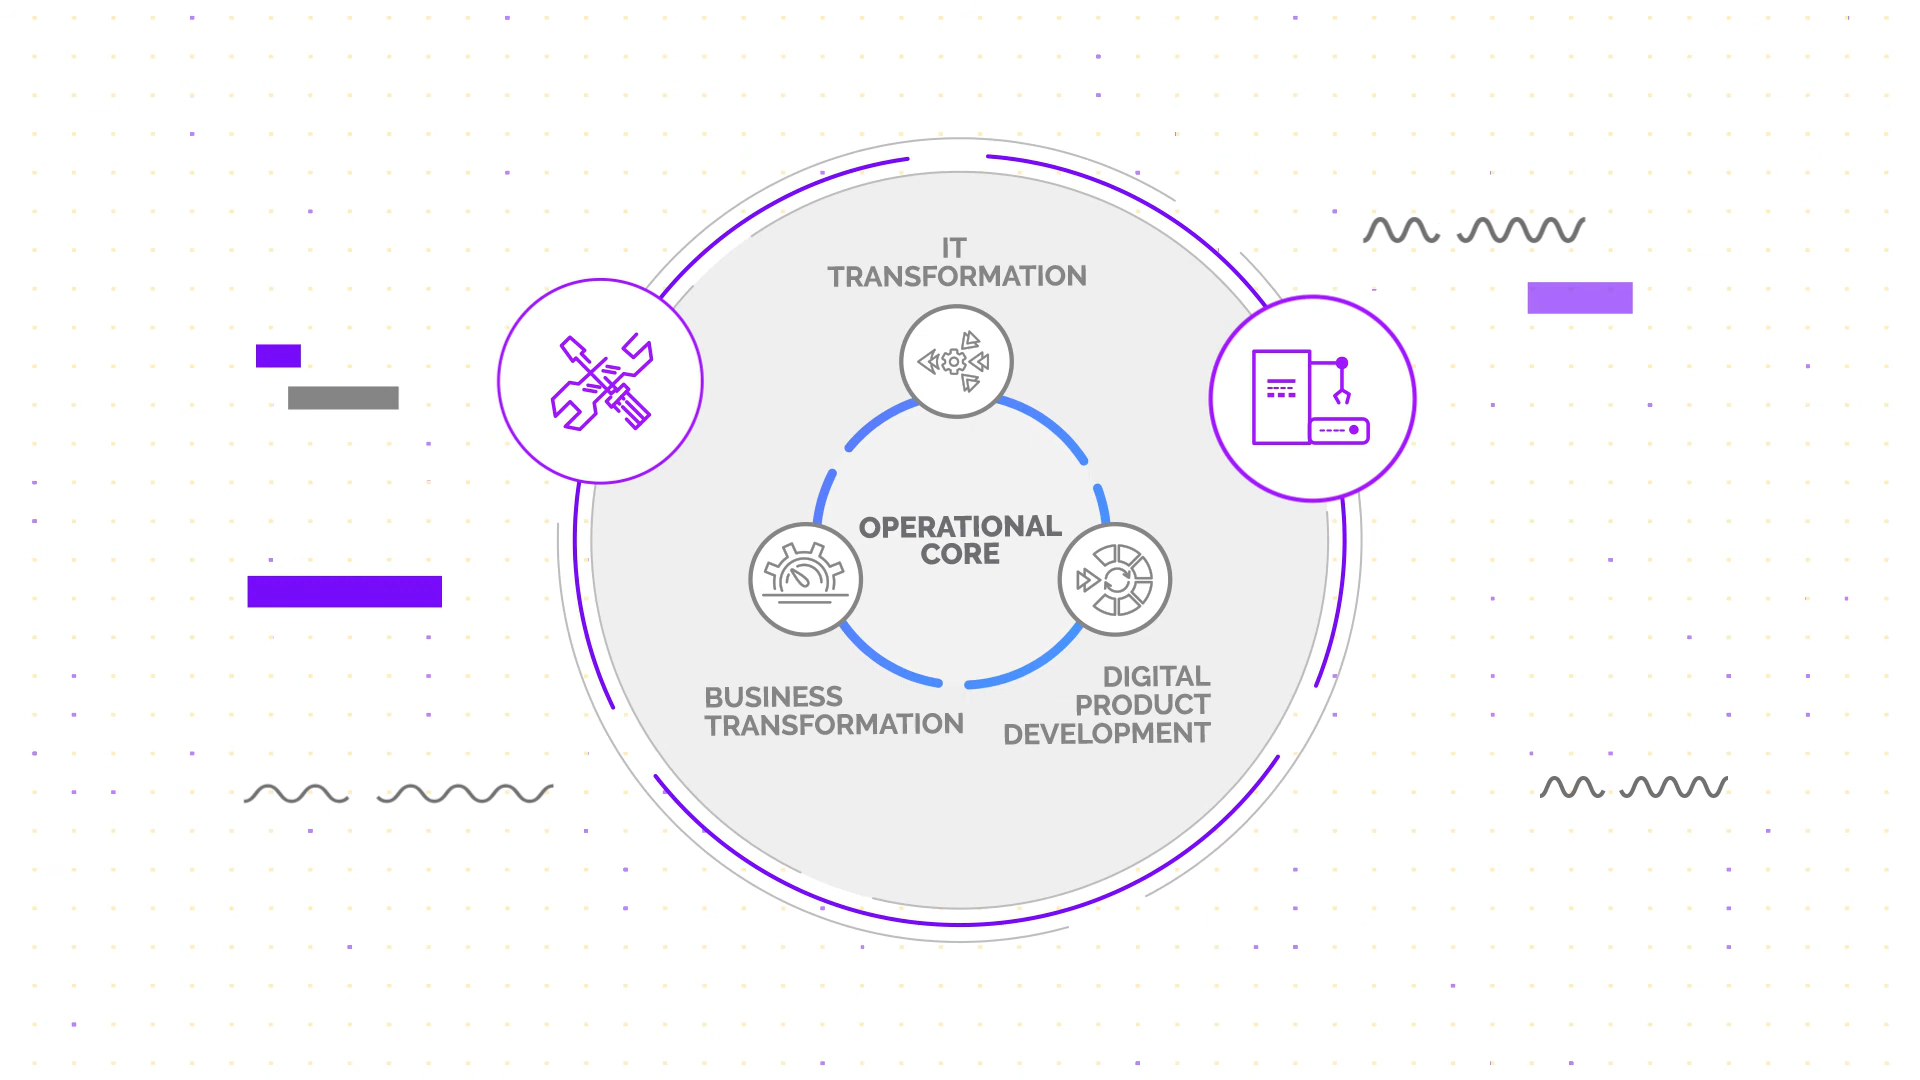 IT
TRANSFORMATION
OPERATIONAL
CORE
BUSINESS
TRANSFORMATION
DIGITAL
PRODUCT
DEVELOPMENT